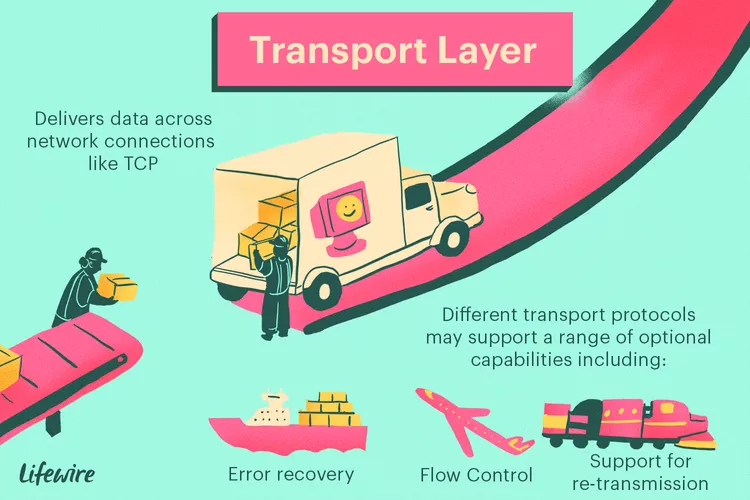 Transport Layer
Delivers data across
network connections
like TCP
Different transport protocols
may support a range of optional
capabilities including:
Error recovery
Flow Control
Support for
re-transmission
Lifewire